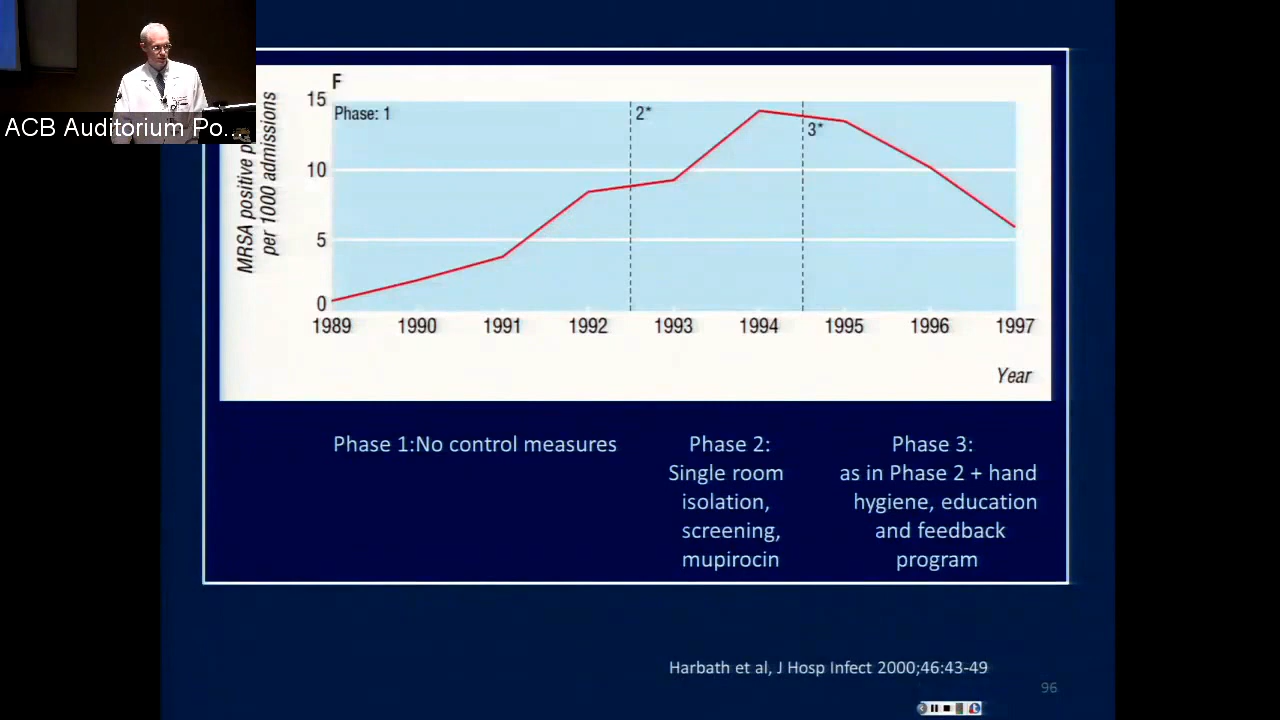 ACB Auditorium Po...
F
MRSA positive
per 1000 admissions
15
10
5
0
Phase: 1
2*
3*
1989 1990 1991 1992 1993 1994 1995 1996 1997
Year
Phase 1:No control measures
Phase 2:
Single room
isolation,
screening,
mupirocin
Phase 3:
as in Phase 2 + hand
hygiene, education
and feedback
program
Harbath et al, J Hosp Infect 2000;46:43-49
96